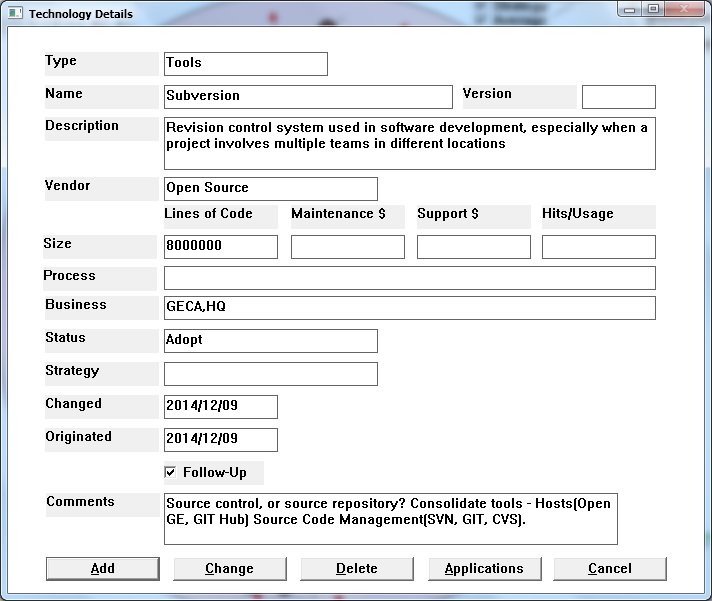 Technology Details
Type Tools
Name Subversion Version
Description Revision control system used in software development, especially when a
project involves multiple teams in different locations
Vendor Open Source
Lines of Code Maintenance $ Support $ Hits/Usage
Size 8000000
Process
Business GECA,HQ
Status Adopt
Strategy
Changed 2014/12/09
Originated 2014/12/09
Follow-Up
Comments Source control, or source repository? Consolidate tools - Hosts(Open
GE, GIT Hub) Source Code Management(SVN, GIT, CVS).
Add Change Delete Applications Cancel